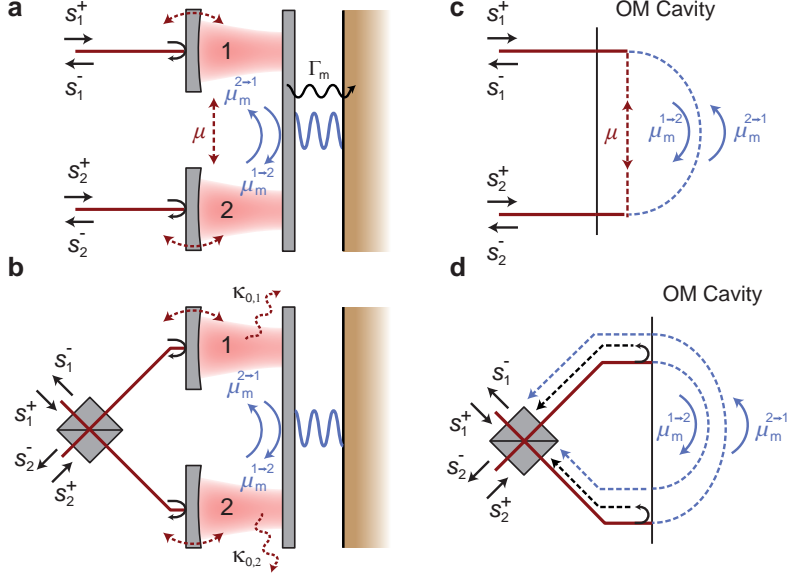 a
s₁⁺
s₁⁻
1
Γₘ
μₘ²→¹
μ
μₘ¹→²
s₂⁺
s₂⁻
2
b
κ₀,₁
1
s₁⁻
s₁⁺
s₂⁻
s₂⁺
μₘ²→¹
μₘ¹→²
2
κ₀,₂
c
OM Cavity
s₁⁺
s₁⁻
μ
μₘ¹→²
μₘ²→¹
s₂⁺
s₂⁻
d
OM Cavity
s₁⁻
s₁⁺
s₂⁻
s₂⁺
μₘ¹→²
μₘ²→¹